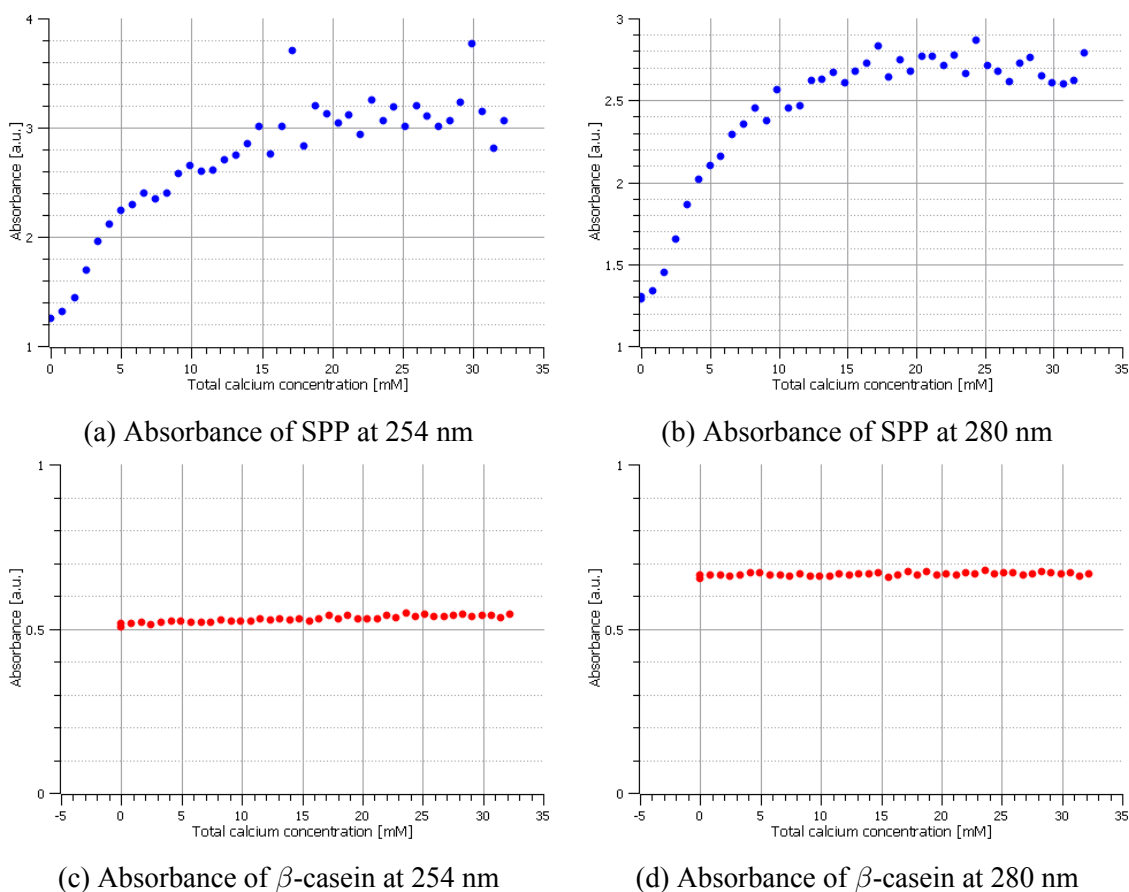 4
3
2
1
Absorbance [a.u.]
0 5 10 15 20 25 30 35
Total calcium concentration [mM]
(a) Absorbance of SPP at 254 nm
3
2.5
2
1.5
1
Absorbance [a.u.]
0 5 10 15 20 25 30 35
Total calcium concentration [mM]
(b) Absorbance of SPP at 280 nm
1
0.5
0
Absorbance [a.u.]
-5 0 5 10 15 20 25 30 35
Total calcium concentration [mM]
(c) Absorbance of β-casein at 254 nm
1
0.5
0
Absorbance [a.u.]
-5 0 5 10 15 20 25 30 35
Total calcium concentration [mM]
(d) Absorbance of β-casein at 280 nm